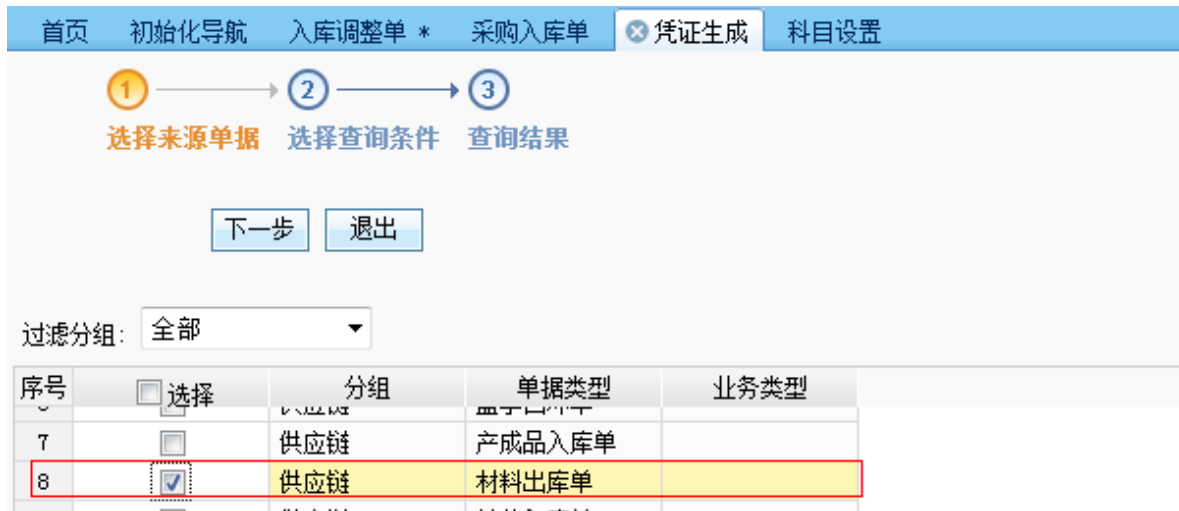 首页 初始化导航 入库调整单 * 采购入库单 凭证生成 科目设置
1 2 3
选择来源单据 选择查询条件 查询结果
下一步 退出
过滤分组: 全部
序号 选择 分组 单据类型 业务类型
7 供应链 产成品入库单
8 供应链 材料出库单